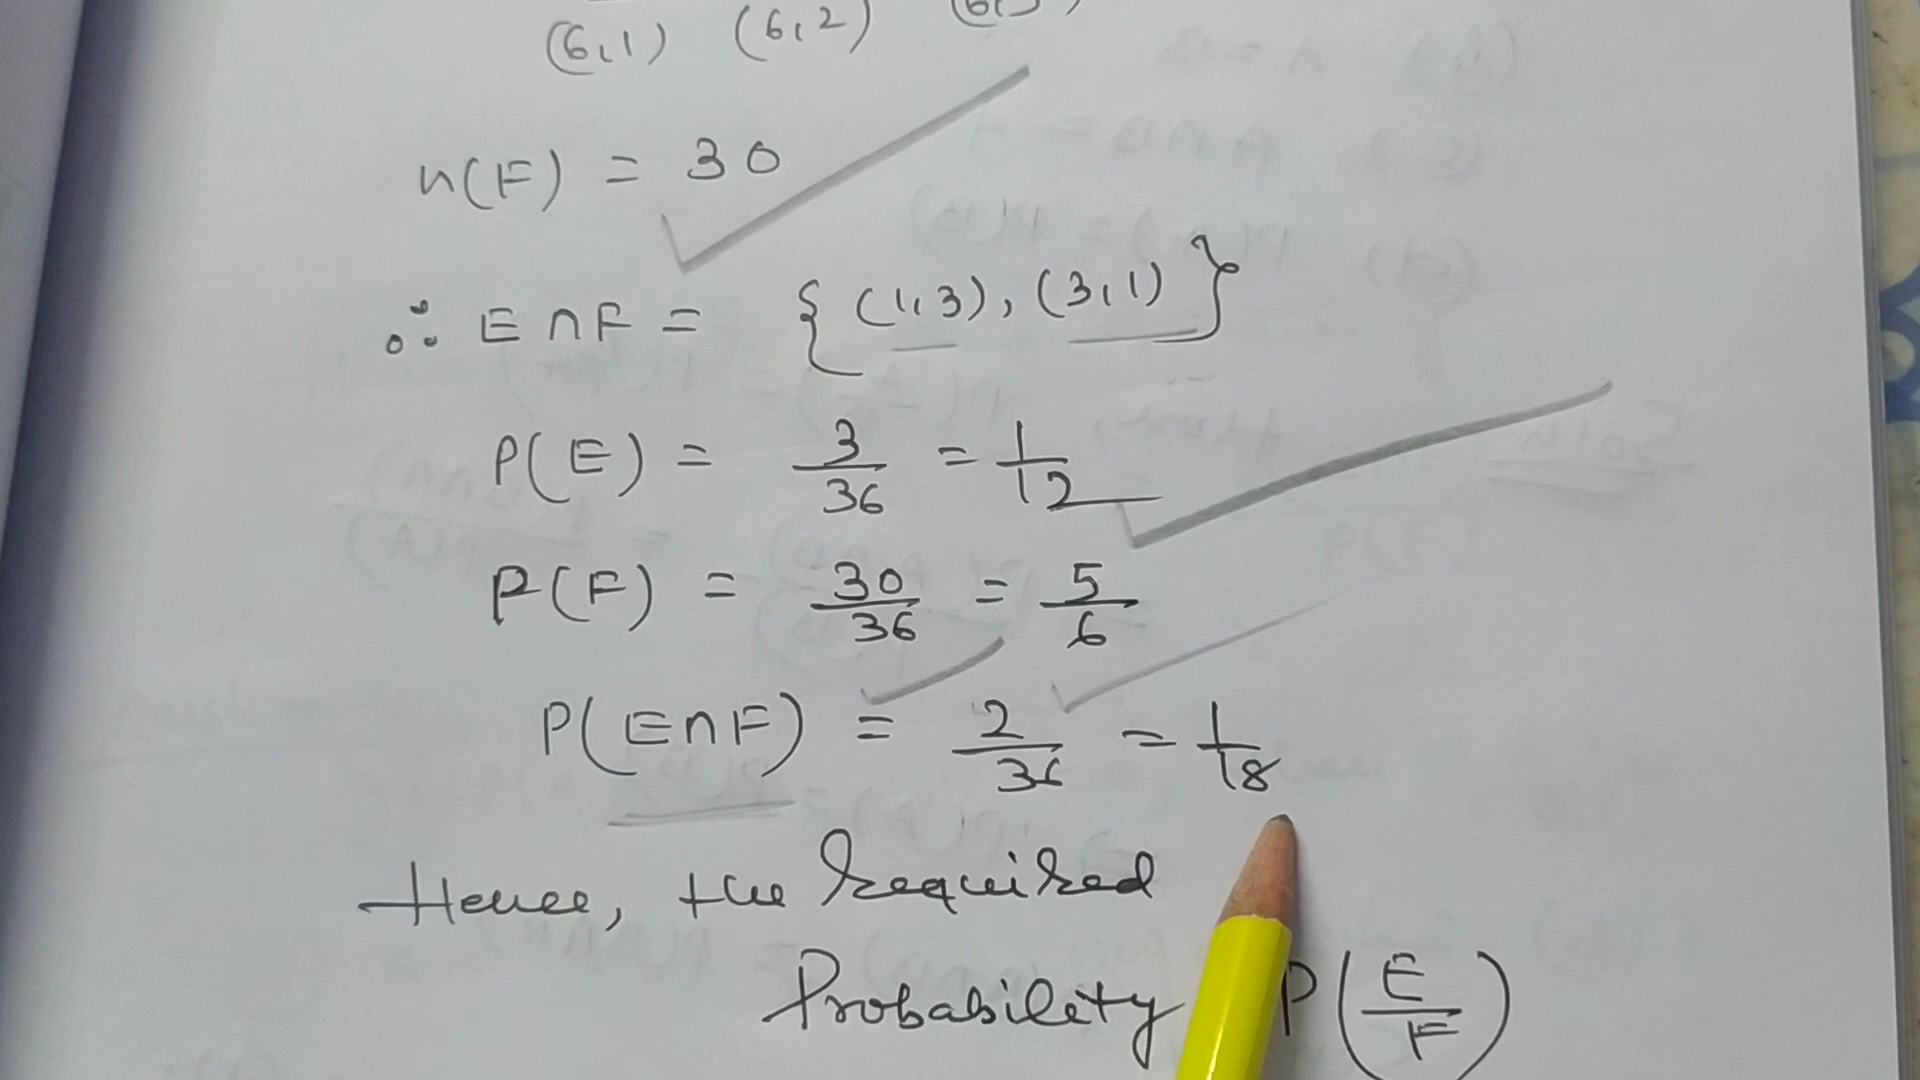 (6,1) (6,2)
n(F) = 30
∴ E∩F = {(1,3), (3,1)}
P(E) = 3/36 = 1/12
P(F) = 30/36 = 5/6
P(E∩F) = 2/36 = 1/18
Hence, the required
Probability P(E/F)